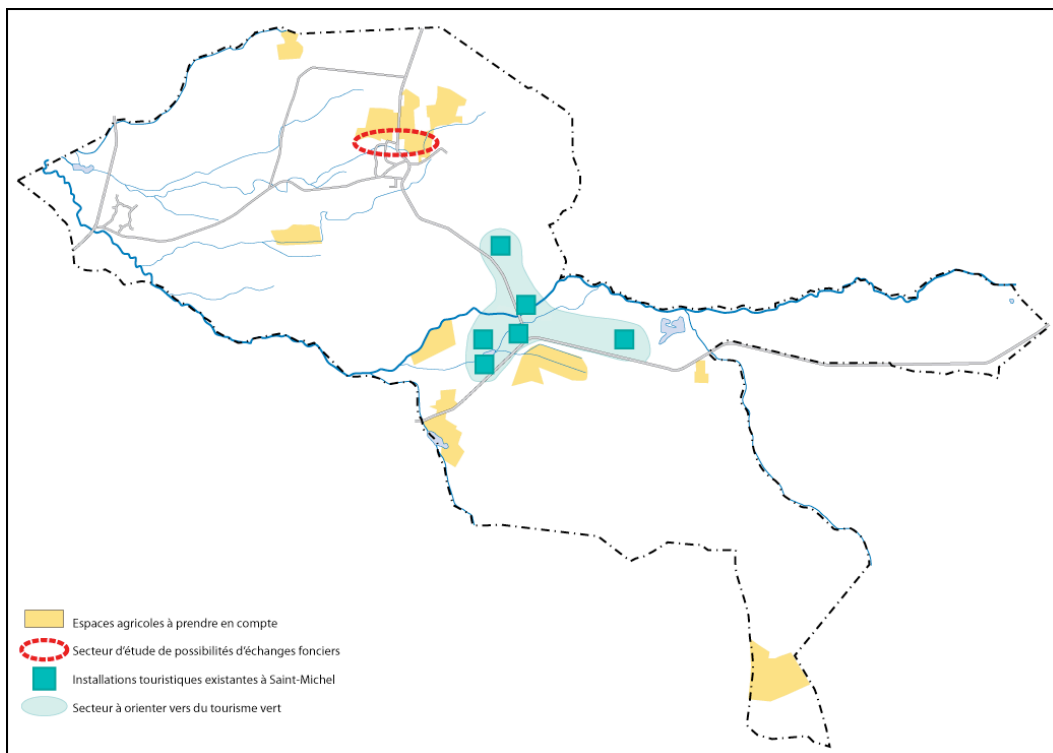 Espaces agricoles à prendre en compte
Secteur d'étude de possibilités d'échanges fonciers
Installations touristiques existantes à Saint-Michel
Secteur à orienter vers du tourisme vert